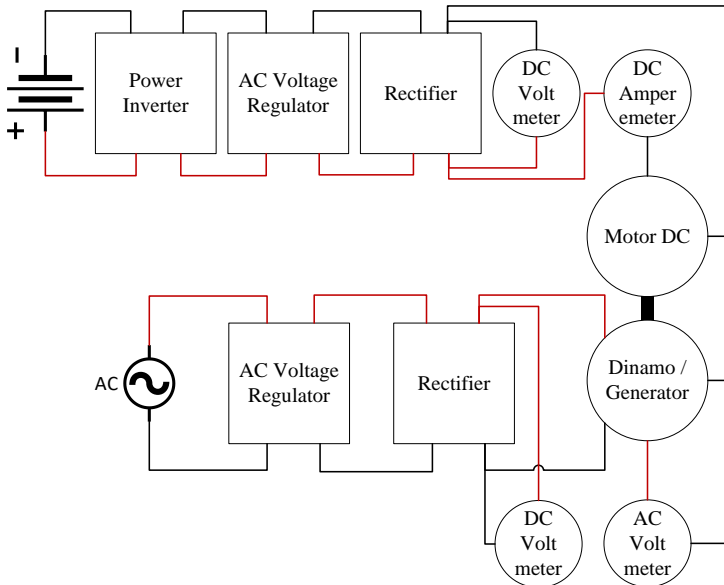 -
+
Power
Inverter
AC Voltage
Regulator
Rectifier
DC
Volt
meter
DC
Amper
emeter
Motor DC
AC
AC Voltage
Regulator
Rectifier
Dinamo /
Generator
DC
Volt
meter
AC
Volt
meter